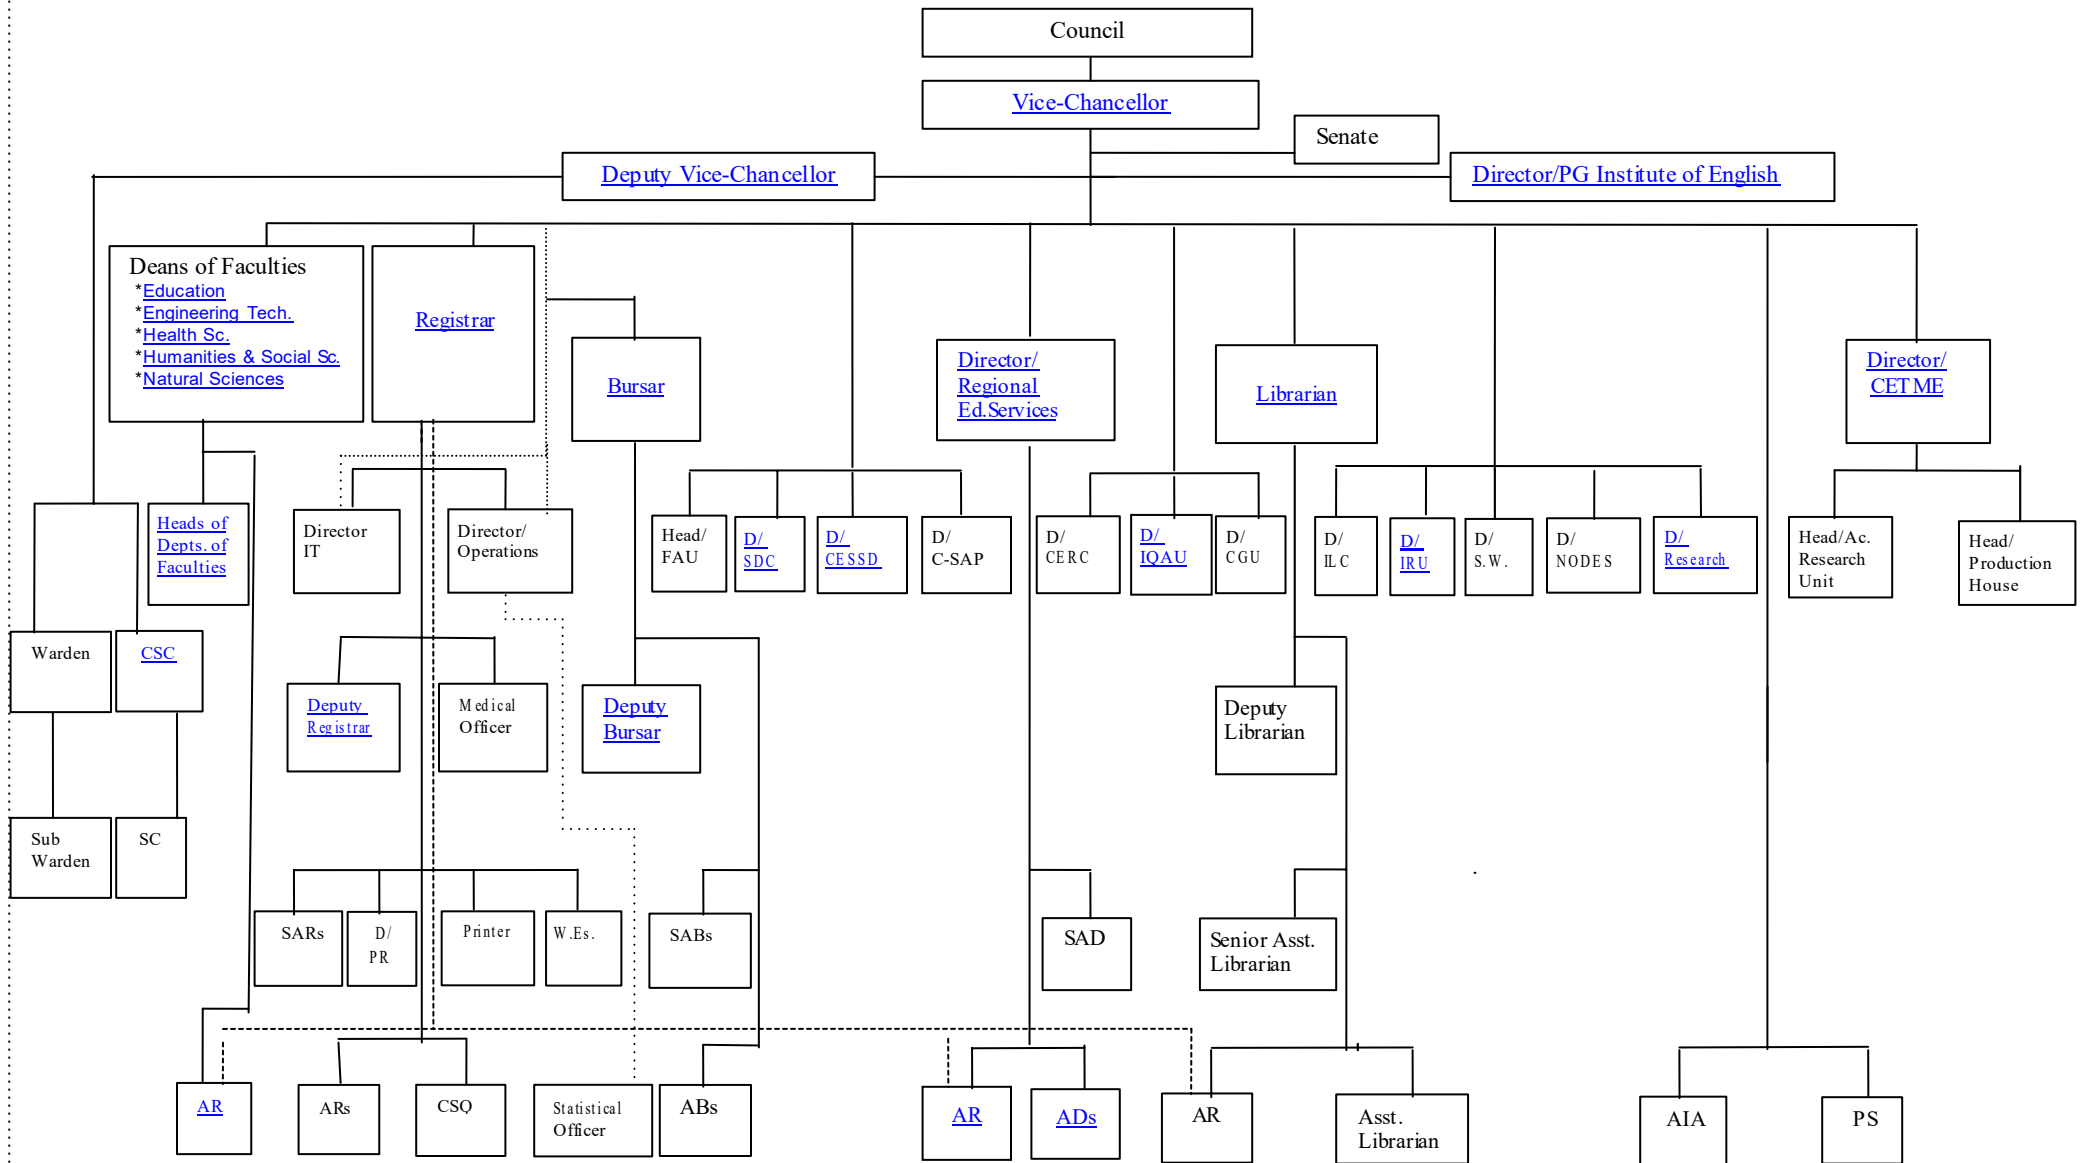 Council
Vice-Chancellor
Senate
Deputy Vice-Chancellor
Director/PG Institute of English
Deans of Faculties
*Education
*Engineering Tech.
*Health Sc.
*Humanities & Social Sc.
*Natural Sciences
Registrar
Bursar
Director/
Regional
Ed.Services
Librarian
Director/
CETME
Heads of
Depts. of
Faculties
Director
IT
Director/
Operations
Head/
FAU
D/
SDC
D/
CESSD
D/
C-SAP
D/
CERC
D/
IQAU
D/
CGU
D/
ILC
D/
IRU
D/
S.W.
D/
NODES
D/
Research
Head/Ac.
Research
Unit
Head/
Production
House
Warden
CSC
Deputy
Registrar
Medical
Officer
Deputy
Bursar
Deputy
Librarian
Sub
Warden
SC
SARs
D/
PR
Printer
W.Es.
SABs
SAD
Senior Asst.
Librarian
AR
ARs
CSO
Statistical
Officer
ABs
AR
ADs
AR
Asst.
Librarian
AIA
PS